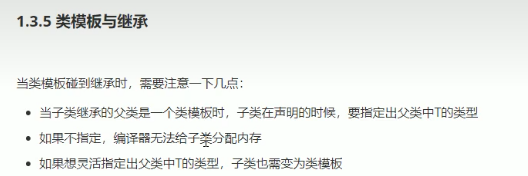 1.3.5 类模板与继承
当类模板碰到继承时，需要注意一下几点：
当子类继承的父类是一个类模板时，子类在声明的时候，要指定出父类中T的类型
如果不指定，编译器无法给子类分配内存
如果想灵活指定出父类中T的类型，子类也需变为类模板